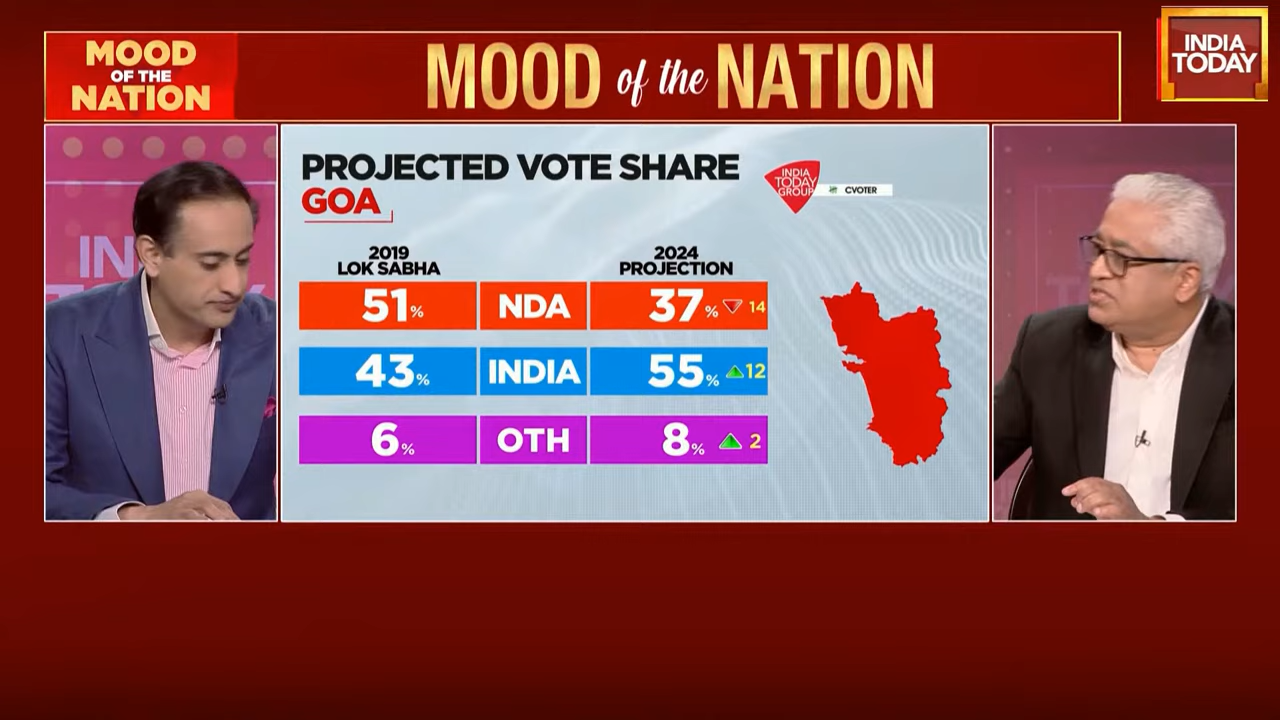 MOOD
OF THE
NATION
MOOD of the NATION
INDIA
TODAY
PROJECTED VOTE SHARE
GOA
INDIA
TODAY
GROUP
CVOTER
2019
LOK SABHA
2024
PROJECTION
51% NDA 37% 14
43% INDIA 55% 12
6% OTH 8% 2
IN